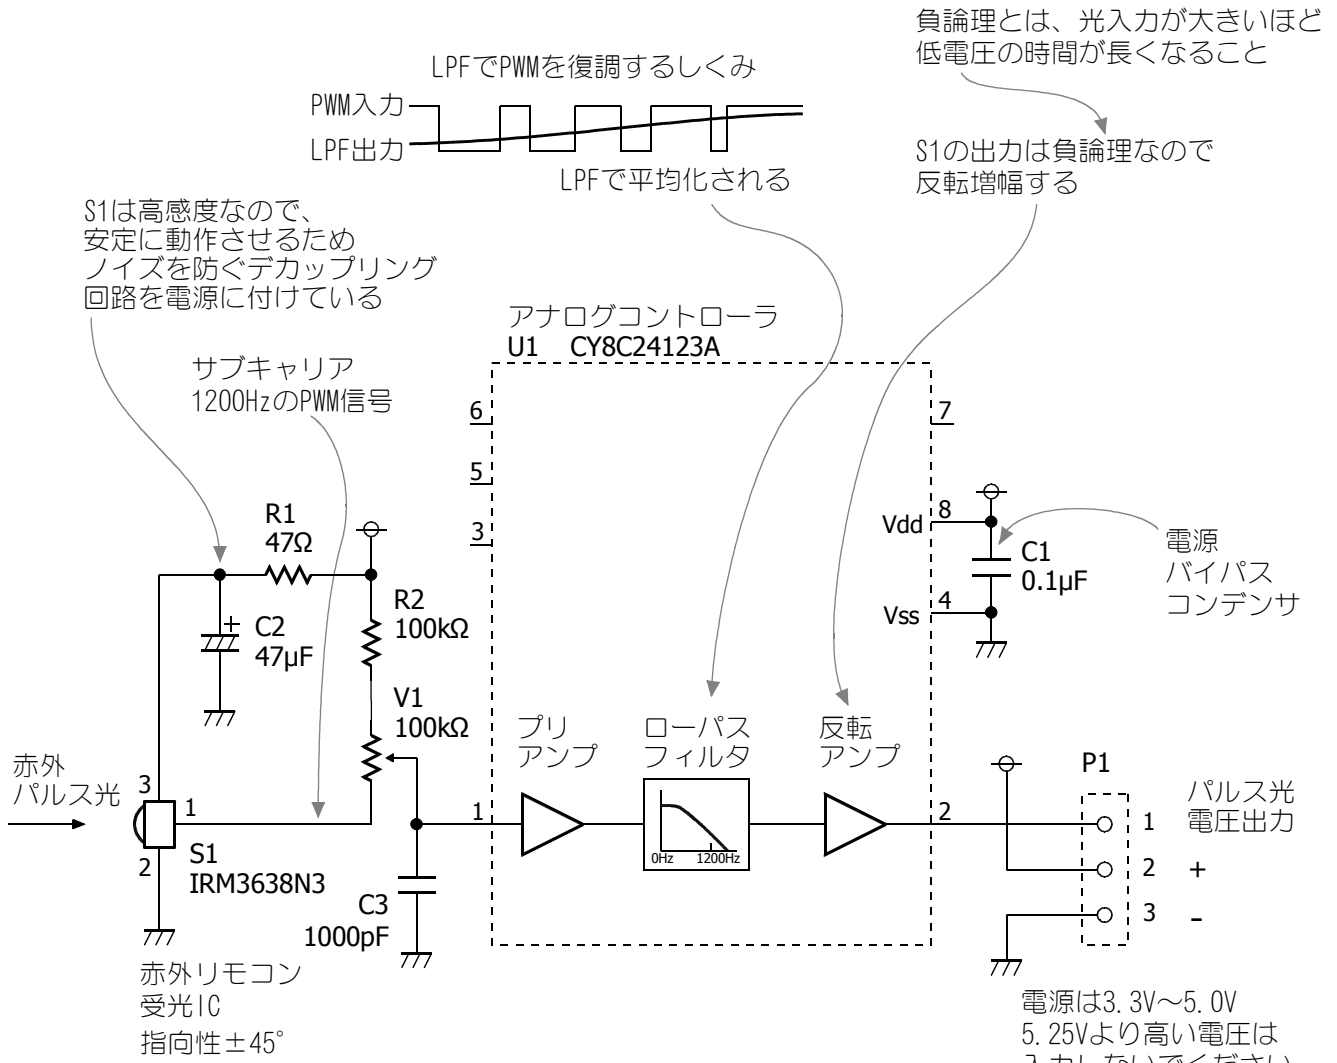 負論理とは、光入力が大きいほど
低電圧の時間が長くなること
LPFでPWMを復調するしくみ
PWM入力
LPF出力
LPFで平均化される
S1の出力は負論理なので
反転増幅する
S1は高感度なので、
安定に動作させるため
ノイズを防ぐデカップリング
回路を電源に付けている
サブキャリア
1200HzのPWM信号
アナログコントローラ
U1 CY8C24123A
6
5
3
7
Vdd
8
Vss
4
C1
0.1μF
電源
バイパス
コンデンサ
R1
47Ω
R2
100kΩ
+
C2
47μF
V1
100kΩ
プリ
アンプ
ローパス
フィルタ
反転
アンプ
0Hz 1200Hz
赤外
パルス光
3
1
2
S1
IRM3638N3
C3
1000pF
1
2
P1
1
パルス光
電圧出力
2 +
3 -
赤外リモコン
受光IC
指向性±45°
電源は3.3V～5.0V
5.25Vより高い電圧は
入力しないでください